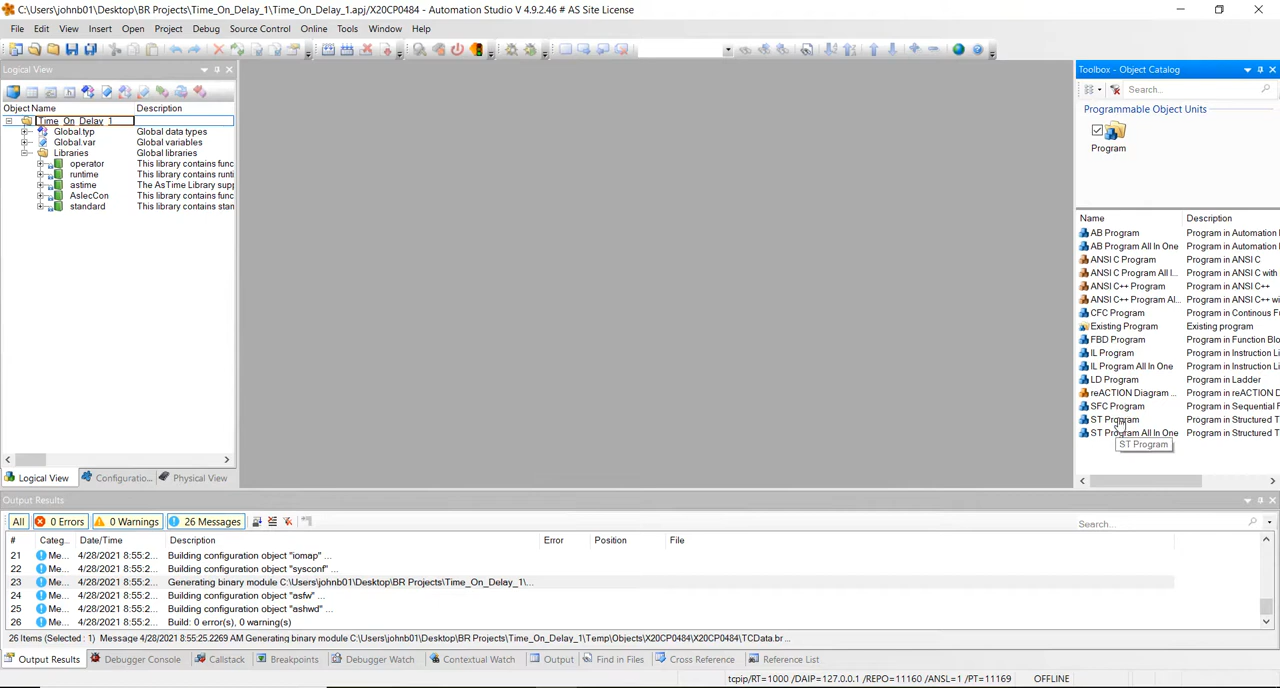 C:\Users\johnb01\Desktop\BR Projects\Time_On_Delay_1\Time_On_Delay_1.apj/X20CP0484 - Automation Studio V 4.9.2.46 # AS Site License
File Edit View Insert Open Project Debug Source Control Online Tools Window Help
Logical View
Object Name Description
Time_On_Delay_1
Global.typ Global data types
Global.var Global variables
Libraries Global libraries
operator This library contains func
runtime This library contains runti
astime The AsTime Library supp
AsIecCon This library contains func
standard This library contains stan
Logical View Configuratio... Physical View
Toolbox - Object Catalog
Search...
Programmable Object Units
Program
Name Description
AB Program Program in Automation
AB Program All In One Program in Automation
ANSI C Program Program in ANSI C
ANSI C Program All I... Program in ANSI C with
ANSI C++ Program Program in ANSI C++
ANSI C++ Program Al... Program in ANSI C++ wi
CFC Program Program in Continous Fu
Existing Program Existing program
FBD Program Program in Function Blo
IL Program Program in Instruction Li
IL Program All In One Program in Instruction Li
LD Program Program in Ladder
reACTION Diagram ... Program in reACTION D
SFC Program Program in Sequential F
ST Program Program in Structured T
ST Program All In One Program in Structured T
ST Program
Output Results
All 0 Errors 0 Warnings 26 Messages Search...
# Categ... Date/Time Description Error Position File
21 Me... 4/28/2021 8:55:2... Building configuration object "iomap" ...
22 Me... 4/28/2021 8:55:2... Building configuration object "sysconf" ...
23 Me... 4/28/2021 8:55:2... Generating binary module C:\Users\johnb01\Desktop\BR Projects\Time_On_Delay_1\...
24 Me... 4/28/2021 8:55:2... Building configuration object "asfw" ...
25 Me... 4/28/2021 8:55:2... Building configuration object "ashwd" ...
26 Me... 4/28/2021 8:55:2... Build: 0 error(s), 0 warning(s)
26 Items (Selected : 1) Message 4/28/2021 8:55:25.2269 AM Generating binary module C:\Users\johnb01\Desktop\BR Projects\Time_On_Delay_1\Temp\Objects\X20CP0484\X20CP0484\TCData.br ...
Output Results Debugger Console Callstack Breakpoints Debugger Watch Contextual Watch Output Find in Files Cross Reference Reference List
tcpip/RT=1000 /DAIP=127.0.0.1 /REPO=11160 /ANSL=1 /PT=11169 OFFLINE